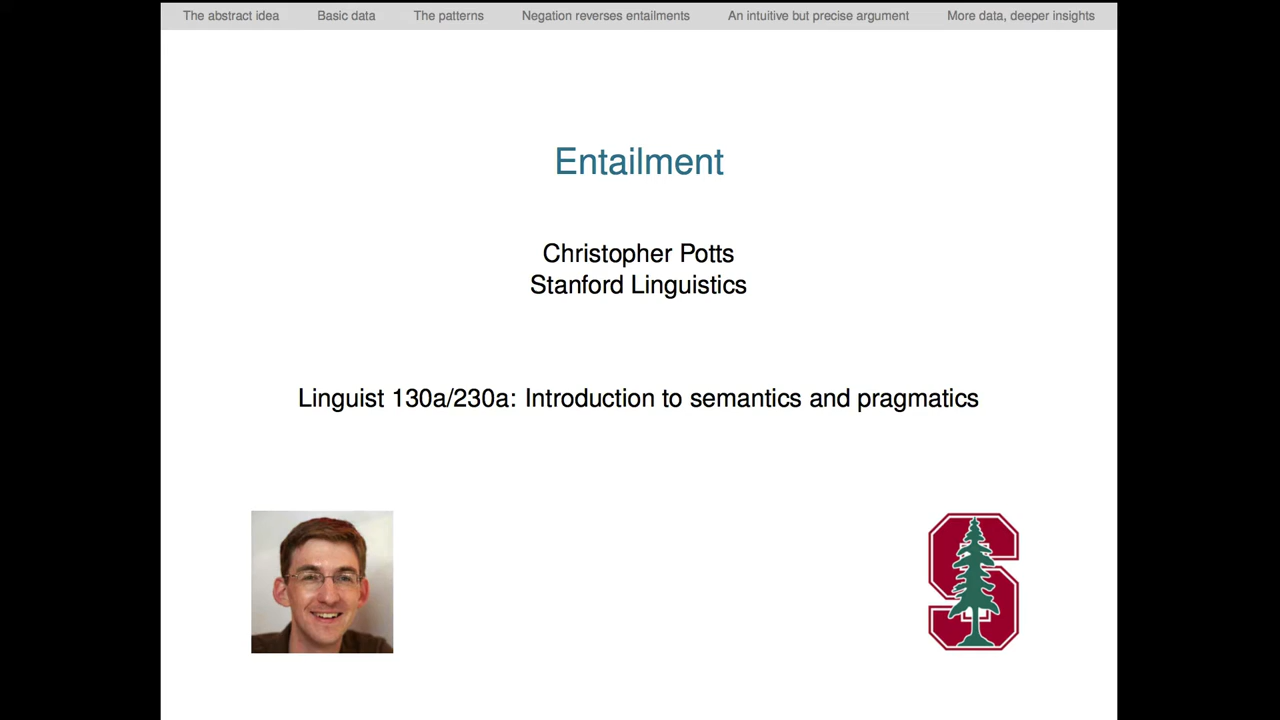 The abstract idea Basic data The patterns Negation reverses entailments An intuitive but precise argument More data, deeper insights
Entailment
Christopher Potts
Stanford Linguistics
Linguist 130a/230a: Introduction to semantics and pragmatics
S